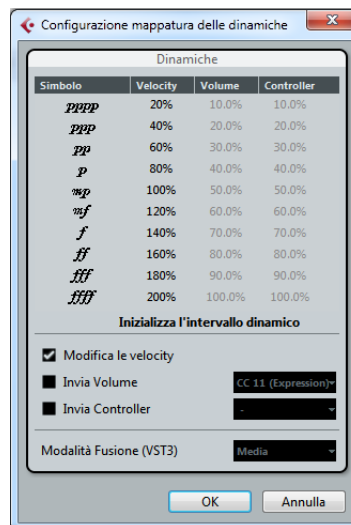 Configurazione mappatura delle dinamiche
Dinamiche
Simbolo Velocity Volume Controller
pppp 20% 10.0% 10.0%
ppp 40% 20.0% 20.0%
pp 60% 30.0% 30.0%
p 80% 40.0% 40.0%
mp 100% 50.0% 50.0%
mf 120% 60.0% 60.0%
f 140% 70.0% 70.0%
ff 160% 80.0% 80.0%
fff 180% 90.0% 90.0%
ffff 200% 100.0% 100.0%
Inizializza l'intervallo dinamico
Modifica le velocity
Invia Volume CC 11 (Expression)
Invia Controller -
Modalità Fusione (VST3) Media
OK Annulla